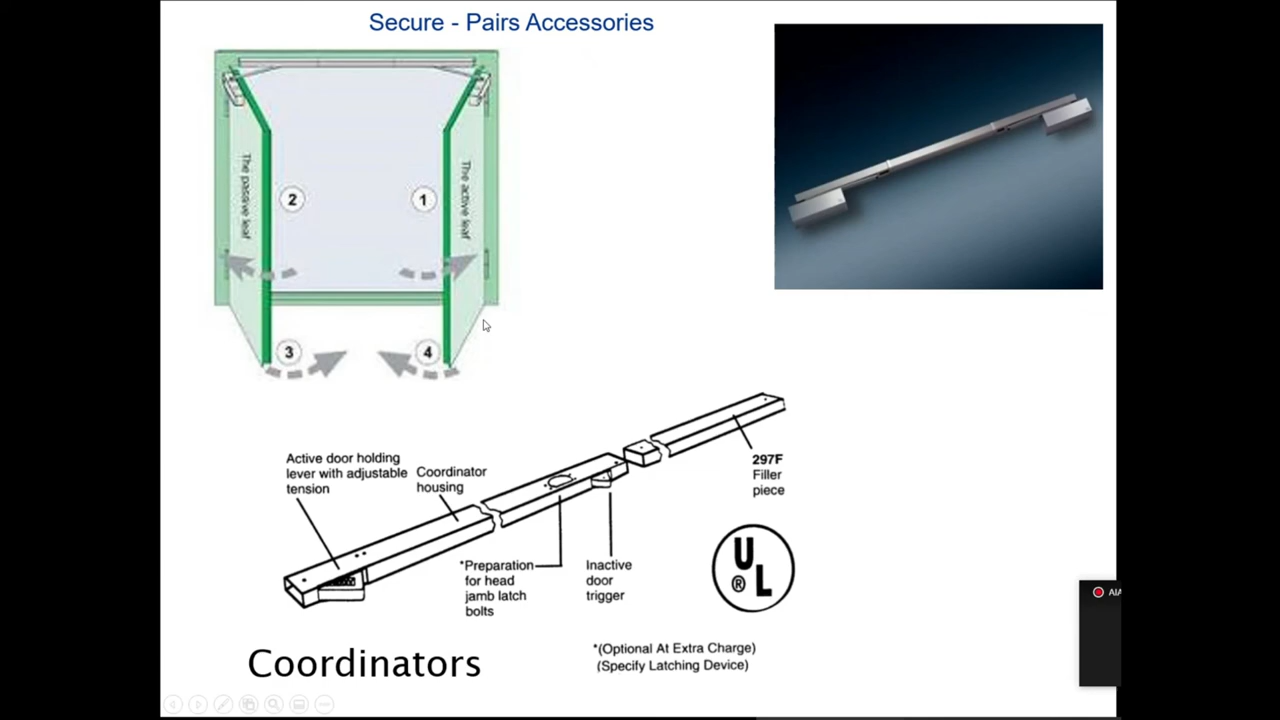 Secure - Pairs Accessories
The passive leaf
The active leaf
2
1
3
4
Active door holding
lever with adjustable
tension
Coordinator
housing
297F
Filler
piece
*Preparation
for head
jamb latch
bolts
Inactive
door
trigger
U
L
®
Coordinators
*(Optional At Extra Charge)
(Specify Latching Device)